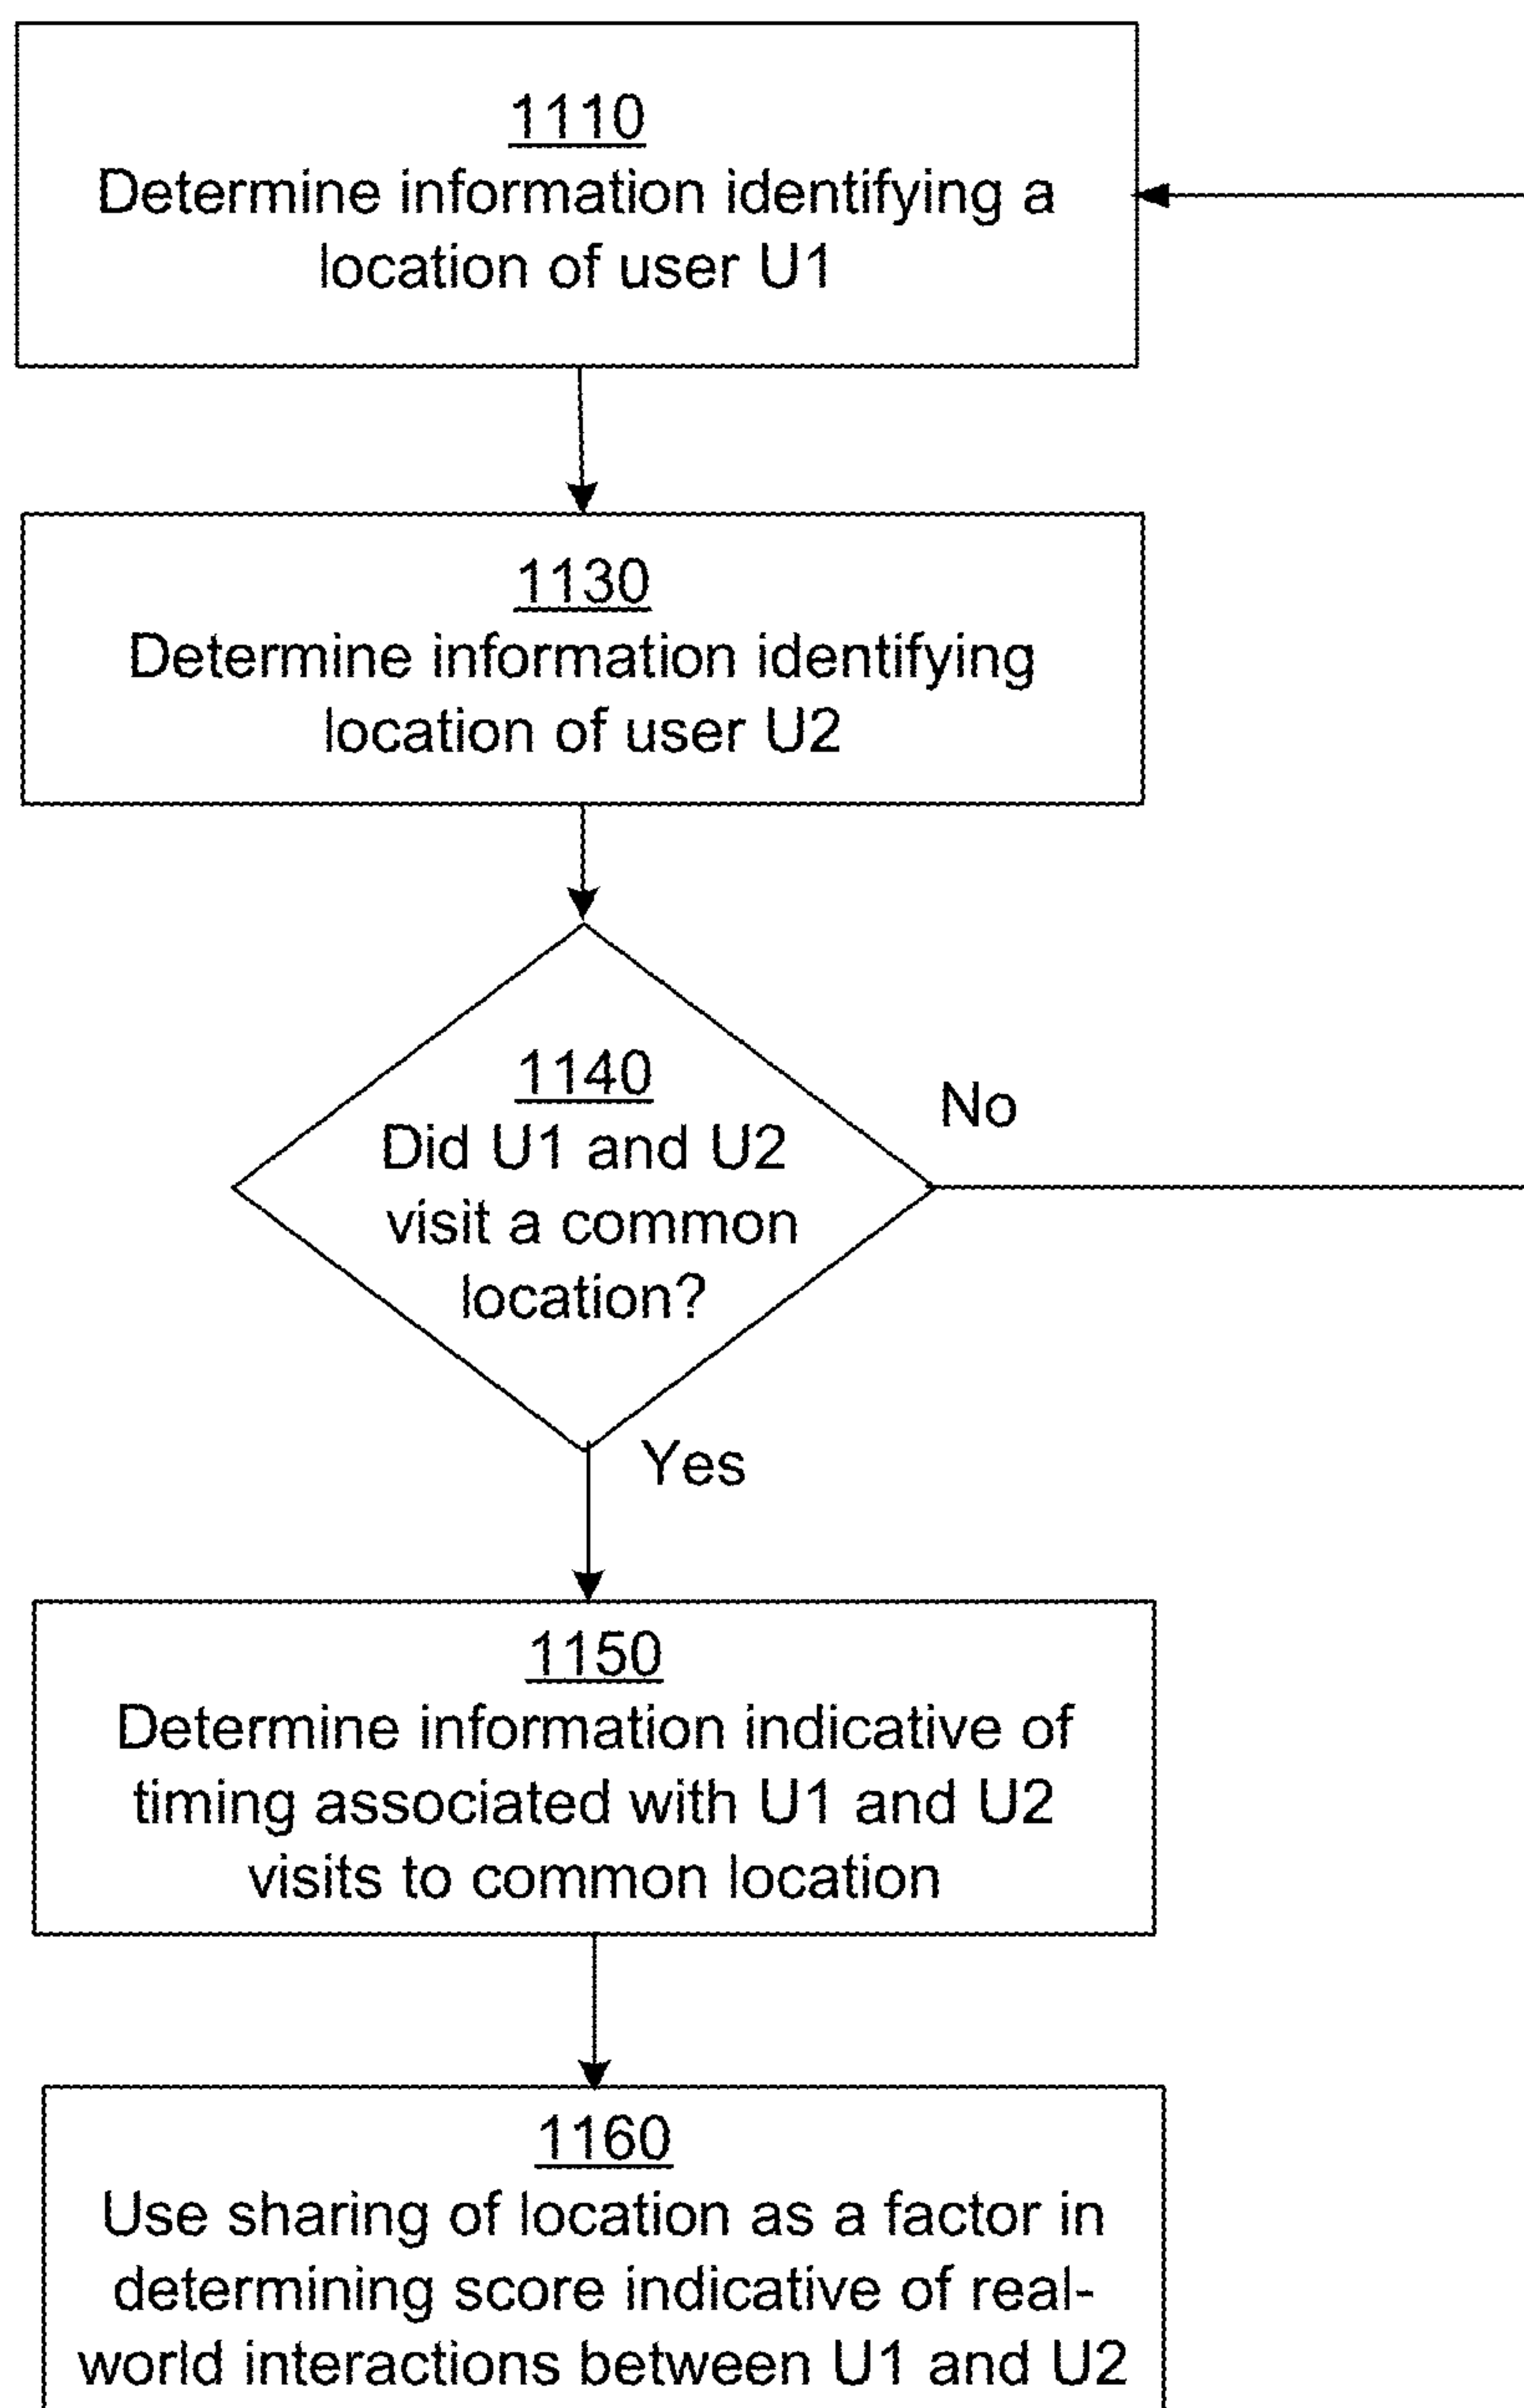 1110
Determine information identifying a
location of user U1
1130
Determine information identifying
location of user U2
1140
Did U1 and U2
visit a common
location?
No
Yes
1150
Determine information indicative of
timing associated with U1 and U2
visits to common location
1160
Use sharing of location as a factor in
determining score indicative of real-
world interactions between U1 and U2